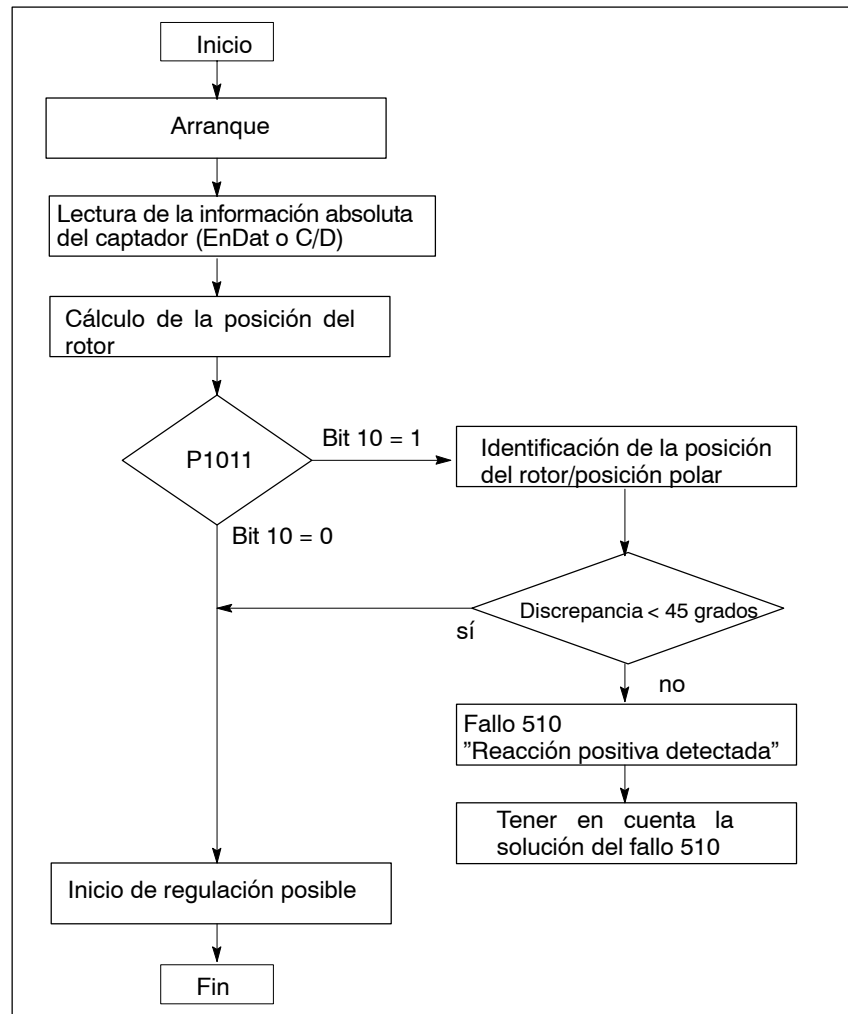 Inicio
Arranque
Lectura de la información absoluta
del captador (EnDat o C/D)
Cálculo de la posición del
rotor
P1011
Bit 10 = 1
Identificación de la posición
del rotor/posición polar
Bit 10 = 0
Discrepancia < 45 grados
sí
no
Fallo 510
”Reacción positiva detectada”
Tener en cuenta la
solución del fallo 510
Inicio de regulación posible
Fin